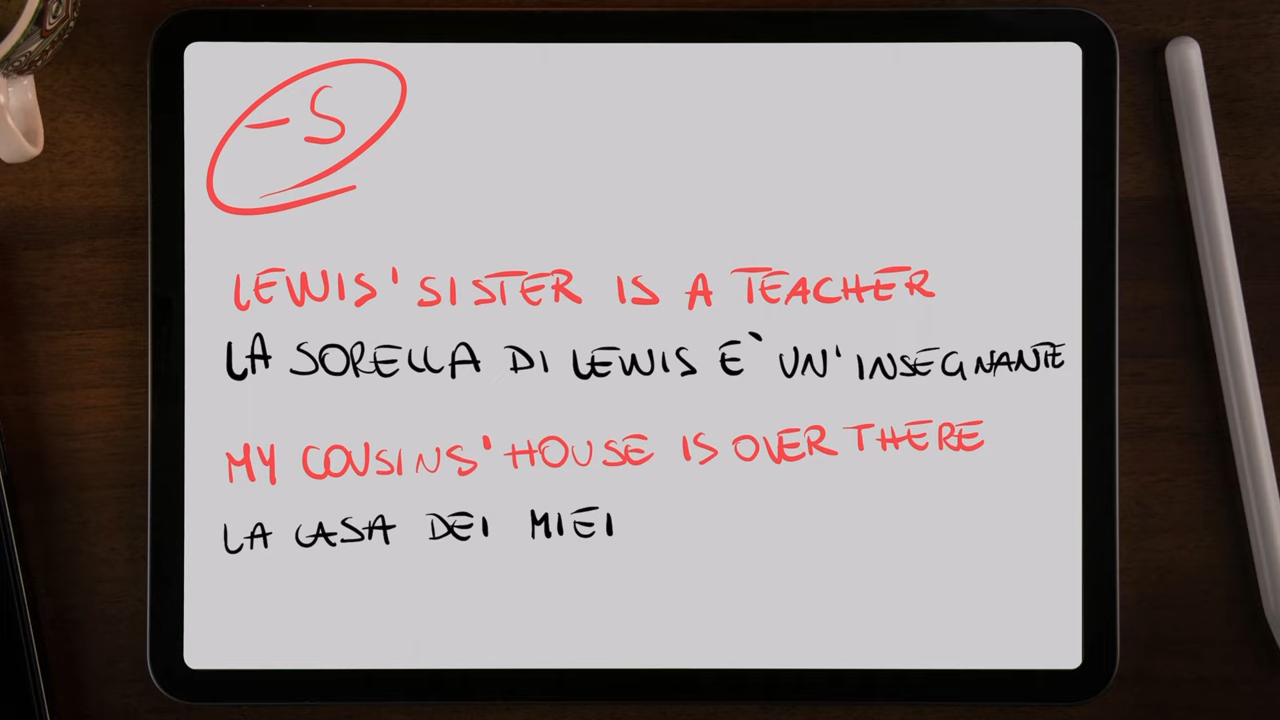 -S
LEWIS' SISTER IS A TEACHER
LA SORELLA DI LEWIS E\` UN'INSEGNANTE
MY COUSINS' HOUSE IS OVER THERE
LA CASA DEI MIEI